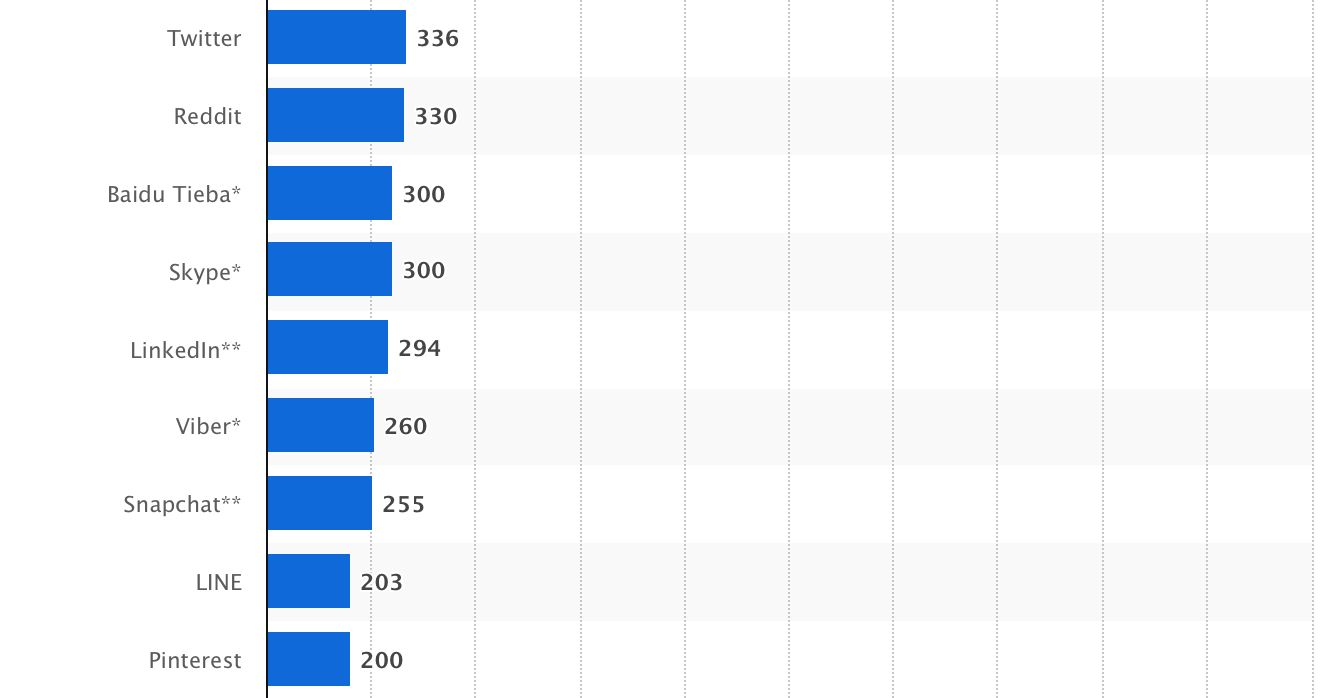 Twitter 336
Reddit 330
Baidu Tieba* 300
Skype* 300
LinkedIn** 294
Viber* 260
Snapchat** 255
LINE 203
Pinterest 200